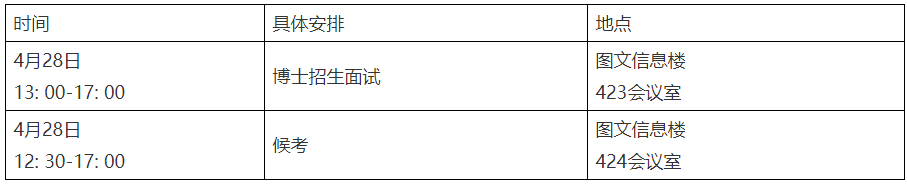 时间 具体安排 地点
4月28日
13: 00-17: 00
博士招生面试
图文信息楼
423会议室
4月28日
12: 30-17: 00
候考
图文信息楼
424会议室